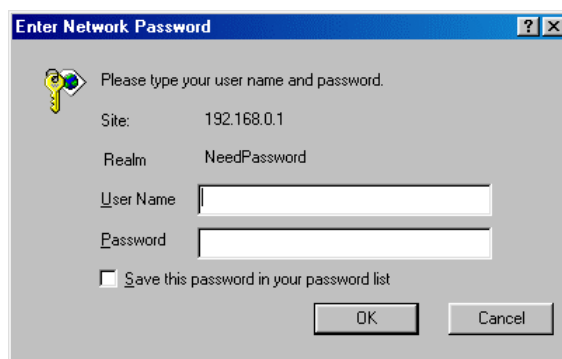 Enter Network Password
Please type your user name and password.
Site: 192.168.0.1
Realm NeedPassword
User Name
Password
Save this password in your password list
OK Cancel